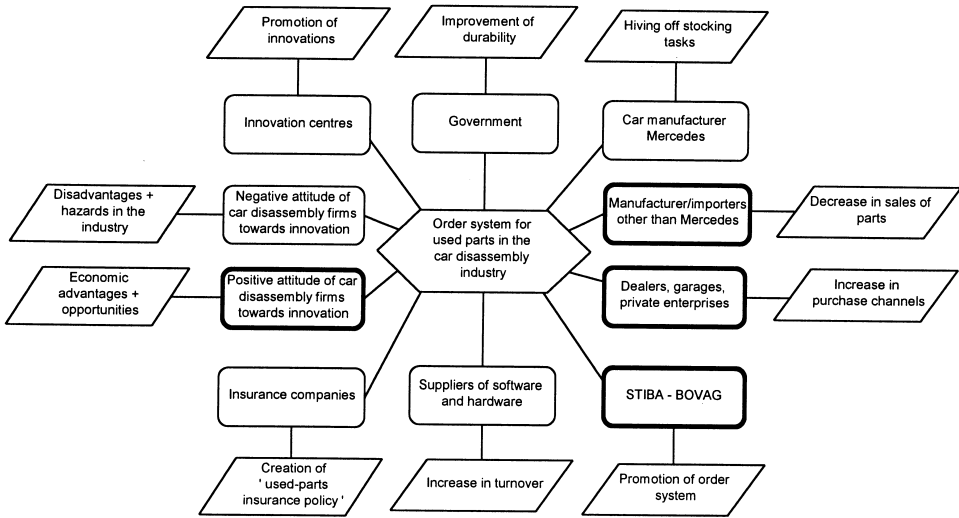 Promotion of
innovations
Improvement of
durability
Hiving off stocking
tasks
Innovation centres
Government
Car manufacturer
Mercedes
Disadvantages +
hazards in the
industry
Negative attitude of
car disassembly firms
towards innovation
Order system for
used parts in the
car disassembly
industry
Manufacturer/importers
other than Mercedes
Decrease in sales of
parts
Economic
advantages +
opportunities
Positive attitude of car
disassembly firms
towards innovation
Dealers, garages,
private enterprises
Increase in
purchase channels
Insurance companies
Suppliers of software
and hardware
STIBA - BOVAG
Creation of
' used-parts
insurance policy '
Increase in turnover
Promotion of order
system